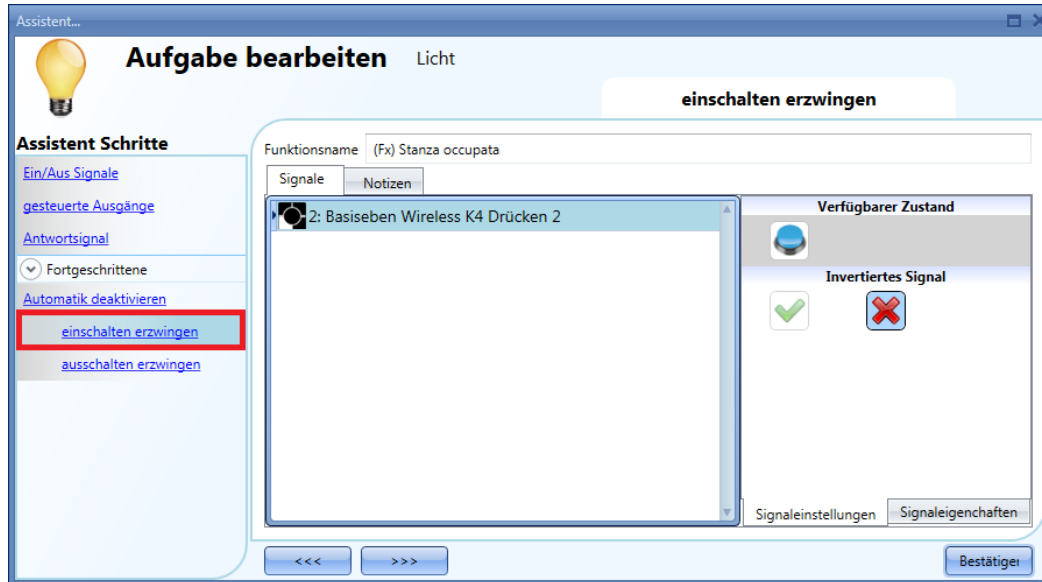 Assistent...
Aufgabe bearbeiten Licht
einschalten erzwingen
Assistent Schritte
Ein/Aus Signale
gesteuerte Ausgänge
Antwortsignal
Fortgeschrittene
Automatik deaktivieren
einschalten erzwingen
ausschalten erzwingen
Funktionsname (Fx) Stanza occupata
Signale Notizen
2: Basiseben Wireless K4 Drücken 2
Verfügbarer Zustand
Invertiertes Signal
Signaleinstellungen Signaleigenchaften
<<< >>> Bestätiger